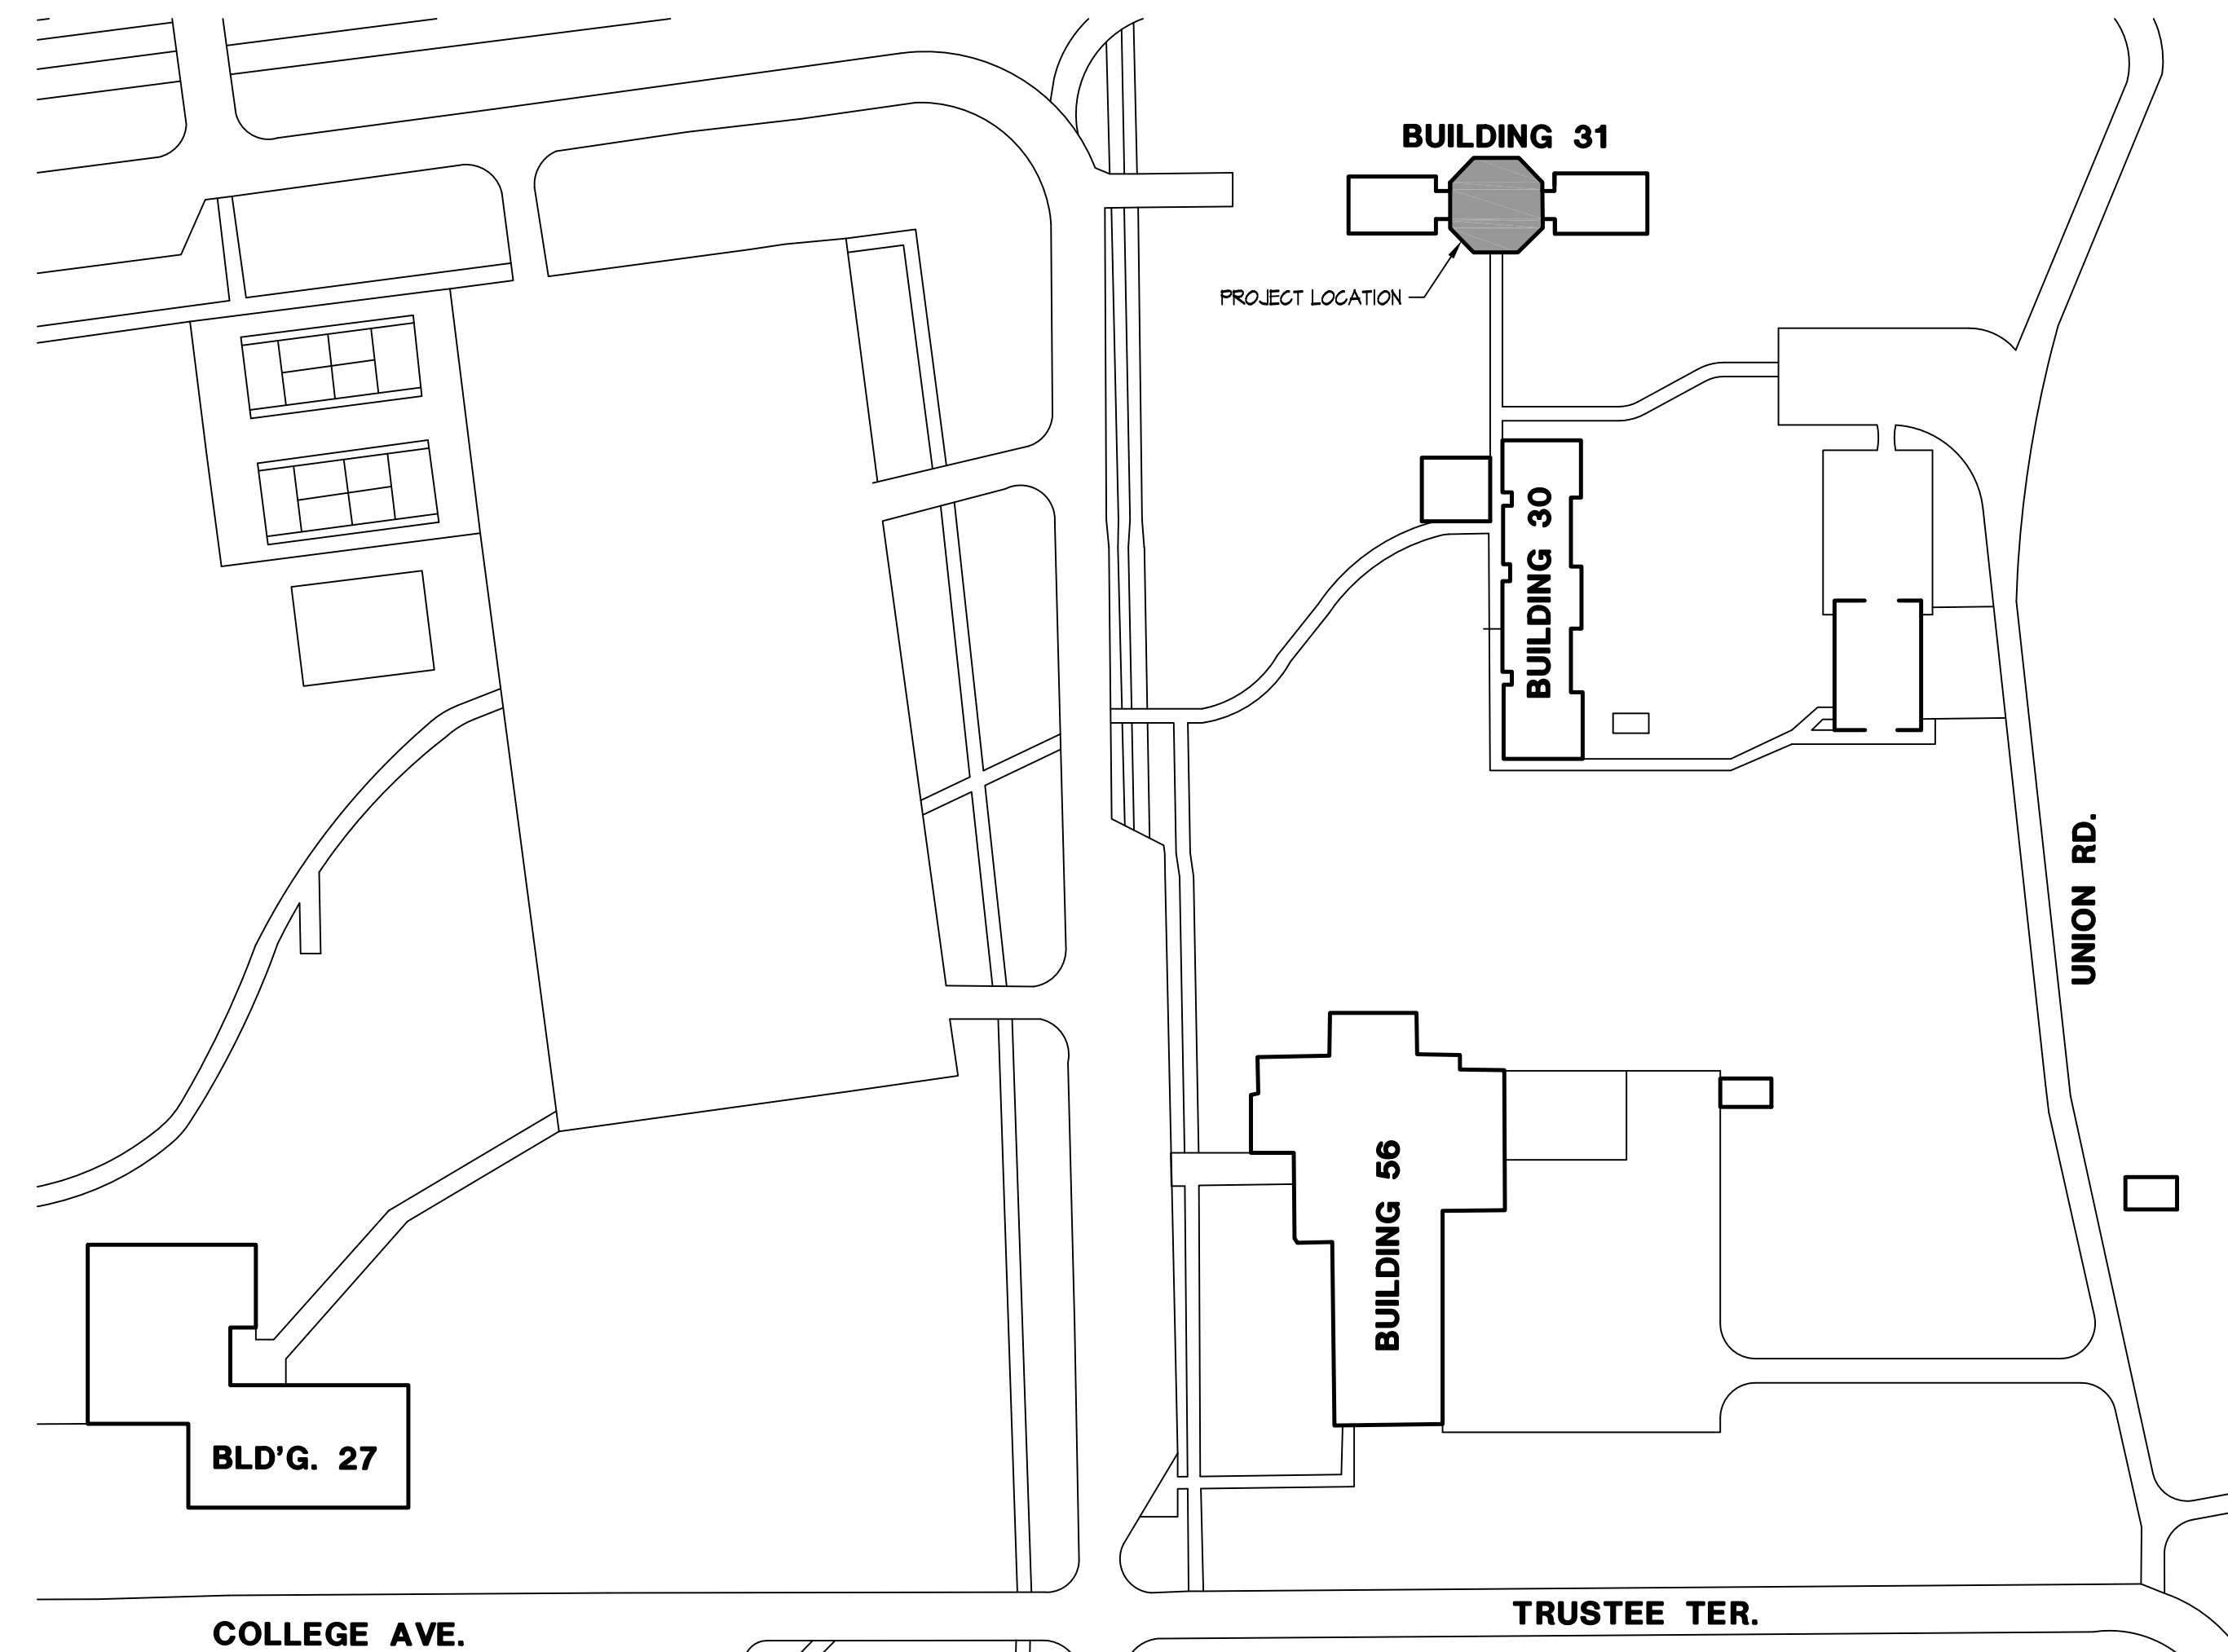 BUILDING 31
PROJECT LOCATION
BUILDING 30
UNION RD.
BUILDING 56
BLD'G. 27
TRUSTEE TER.
COLLEGE AVE.